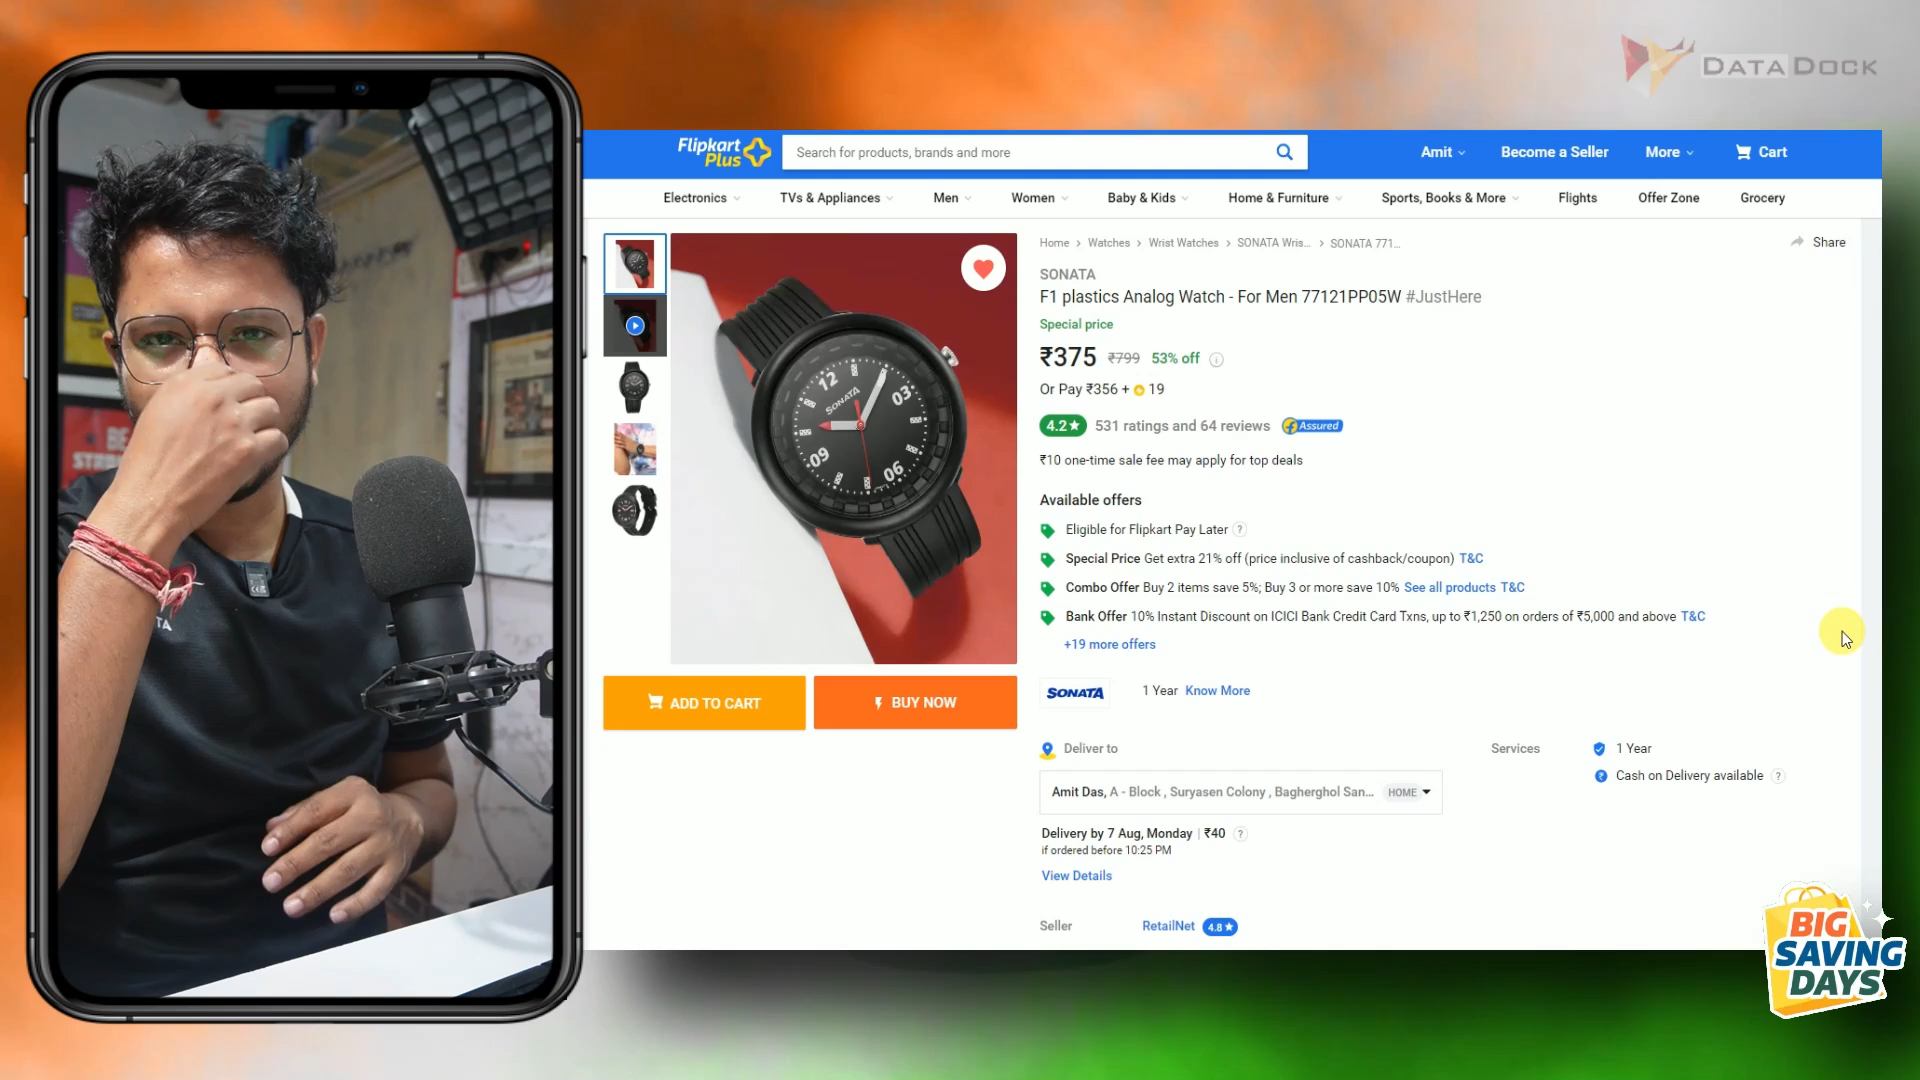 DATA DOCK
Flipkart
Plus
Search for products, brands and more
Amit
Become a Seller
More
Cart
Electronics
TVs & Appliances
Men
Women
Baby & Kids
Home & Furniture
Sports, Books & More
Flights
Offer Zone
Grocery
Home > Watches > Wrist Watches > SONATA Wris... > SONATA 771...
Share
SONATA
F1 plastics Analog Watch - For Men 77121PP05W #JustHere
Special price
₹375 ₹799 53% off
Or Pay ₹356 + 19
4.2★ 531 ratings and 64 reviews Assured
₹10 one-time sale fee may apply for top deals
Available offers
Eligible for Flipkart Pay Later ?
Special Price Get extra 21% off (price inclusive of cashback/coupon) T&C
Combo Offer Buy 2 items save 5%; Buy 3 or more save 10% See all products T&C
Bank Offer 10% Instant Discount on ICICI Bank Credit Card Txns, up to ₹1,250 on orders of ₹5,000 and above T&C
+19 more offers
SONATA 1 Year Know More
Deliver to
Amit Das, A - Block , Suryasen Colony , Bagherghol San... HOME
Delivery by 7 Aug, Monday | ₹40 ?
if ordered before 10:25 PM
View Details
Services
1 Year
Cash on Delivery available ?
Seller
RetailNet 4.8★
ADD TO CART
BUY NOW
12
03
06
09
SONATA
BIG
SAVING
DAYS